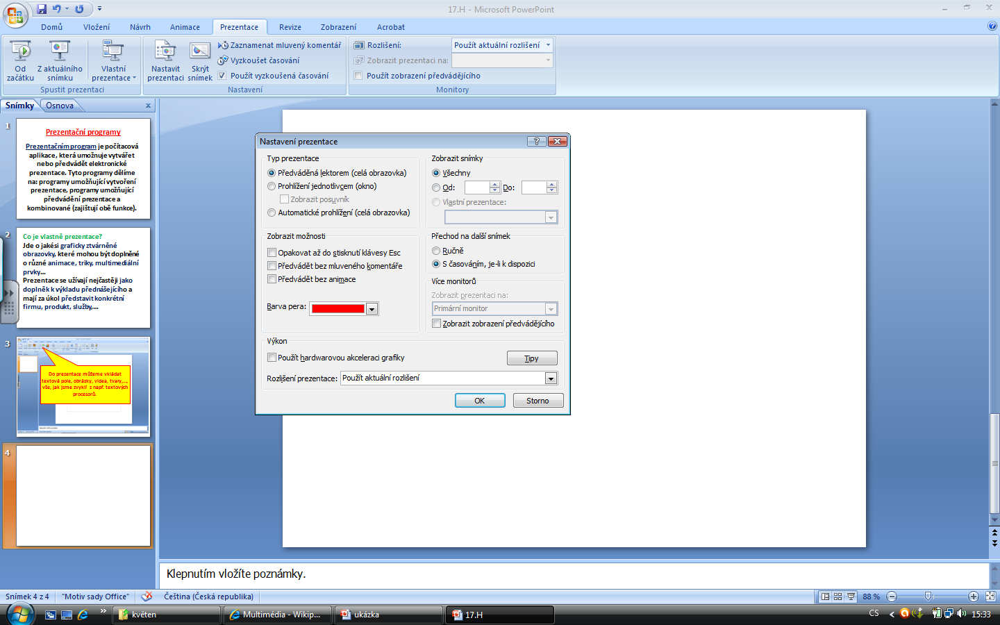 17.H - Microsoft PowerPoint
Domů Vložení Návrh Animace Prezentace Revize Zobrazení Acrobat
Od začátku
Z aktuálního snímku
Vlastní prezentace
Spustit prezentaci
Nastavit prezentaci
Skrýt snímek
Zaznamenat mluvený komentář
Vyzkoušet časování
Použít vyzkoušená časování
Nastavení
Rozlišení: Použít aktuální rozlišení
Zobrazit prezentaci na:
Použít zobrazení předvádějícího
Monitory
Snímky Osnova x
1
Prezentační programy
Prezentačním program je počítacová
aplikace, která umožnuje vytvářet
nebo předvádět elektronické
prezentace. Tyto programy dělíme
na: programy umožňující vytvoření
prezentace, programy umožňující
předvádění prezentace a
kombinované (zajištují obě funkce).
2
Co je vlastně prezentace?
Jde o jakési graficky ztvárněné
obrazovky, které mohou být doplněné
o různé animace, triky, multimediální
prvky...
Prezentace se užívají nejčastěji jako
doplněk k výkladu přednášejícího a
mají za úkol představit konkrétní
firmu, produkt, služby,...
3
Do prezentace můžeme vkládat
textová pole, obrázky, videa, tvary,...,
vše, jak jsme zvyklí z např. textových
procesorů.
4
Nastavení prezentace
Typ prezentace
Předváděná lektorem (celá obrazovka)
Prohlížení jednotlivcem (okno)
Zobrazit posuvník
Automatické prohlížení (celá obrazovka)
Zobrazit snímky
Všechny
Od: Do:
Vlastní prezentace:
Zobrazit možnosti
Opakovat až do stisknutí klávesy Esc
Předvádět bez mluveného komentáře
Předvádět bez animace
Barva pera:
Přechod na další snímek
Ručně
S časováním, je-li k dispozici
Více monitorů
Zobrazit prezentaci na:
Primární monitor
Zobrazit zobrazení předvádějícího
Výkon
Použít hardwarovou akceleraci grafiky
Tipy
Rozlišení prezentace: Použít aktuální rozlišení
OK Storno
Klepnutím vložíte poznámky.
Snímek 4 z 4 "Motiv sady Office" Čeština (Česká republika) 88 %
květen Multimédia - Wikip... ukázka 17.H CS 15:33